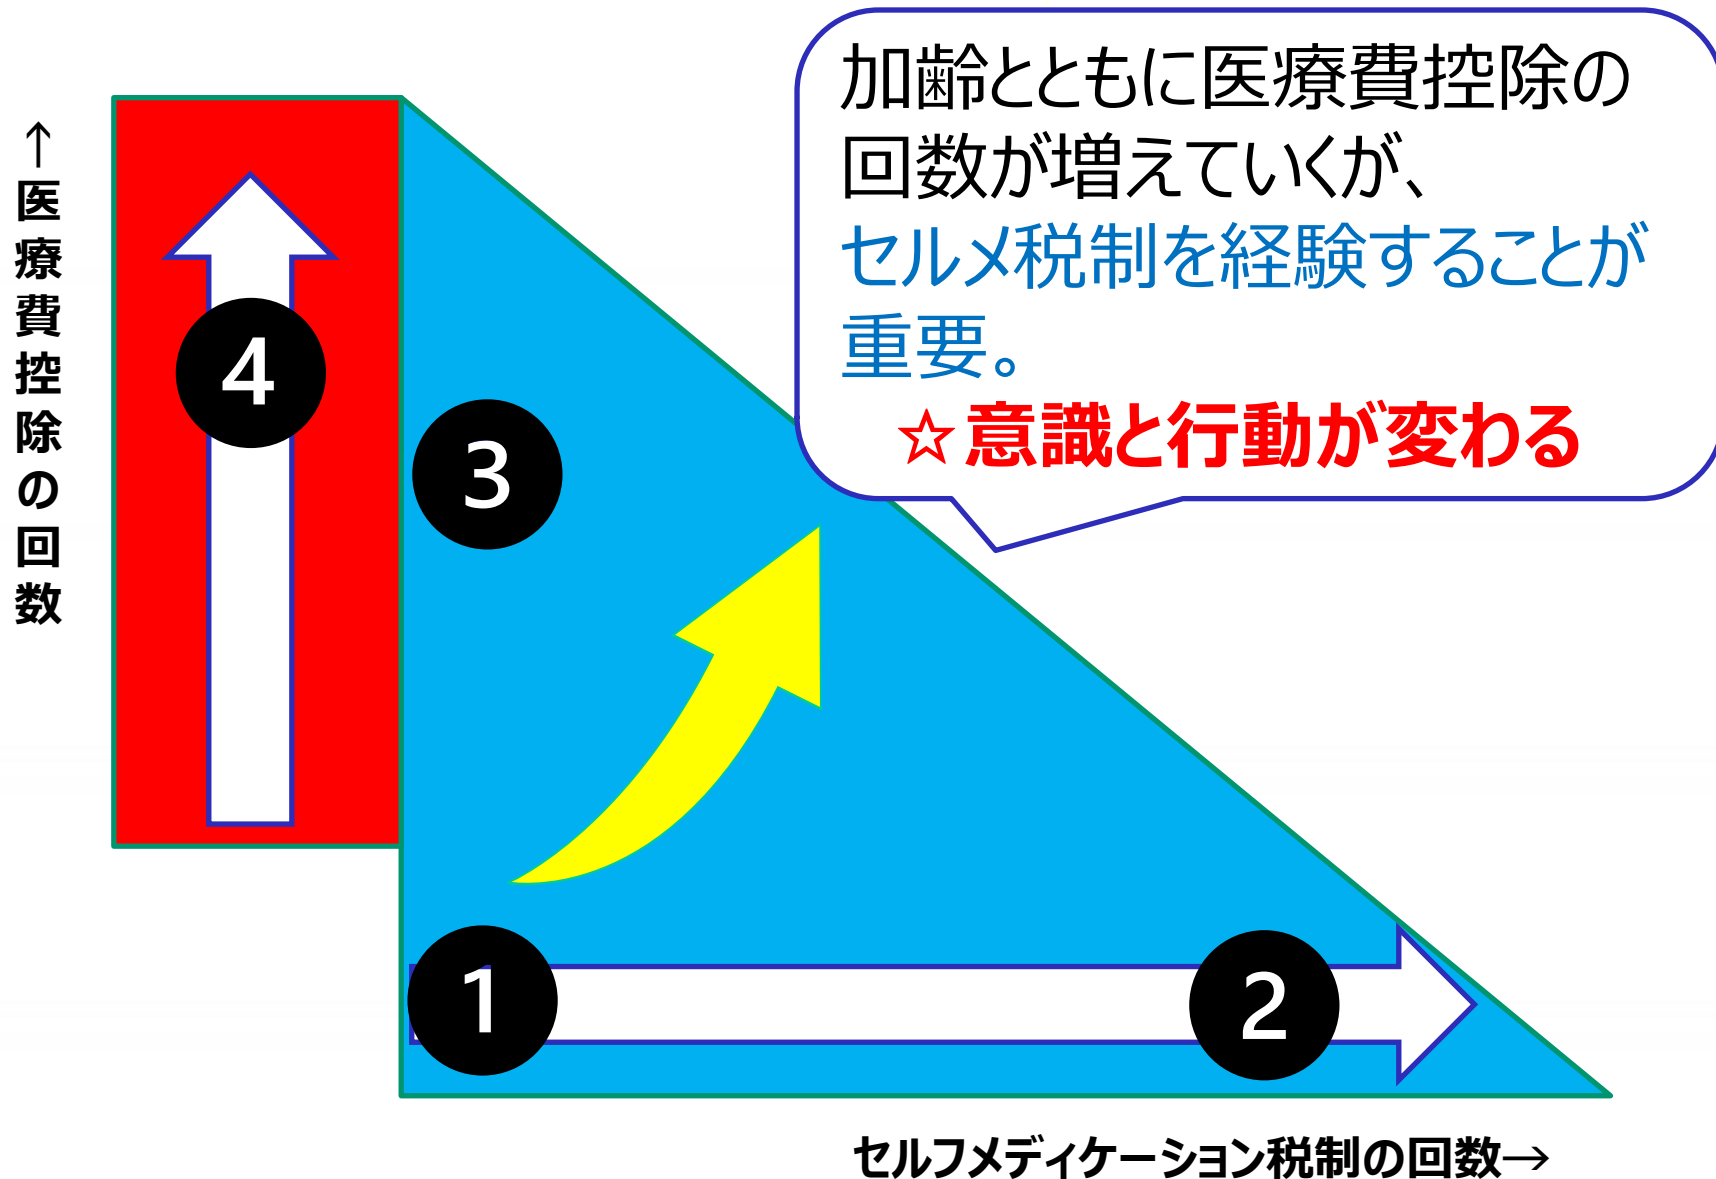 加齢とともに医療費控除の
回数が増えていくが、
セルメ税制を経験することが
重要。
☆意識と行動が変わる
↑医療費控除の回数
4
3
1
2
セルフメディケーション税制の回数→